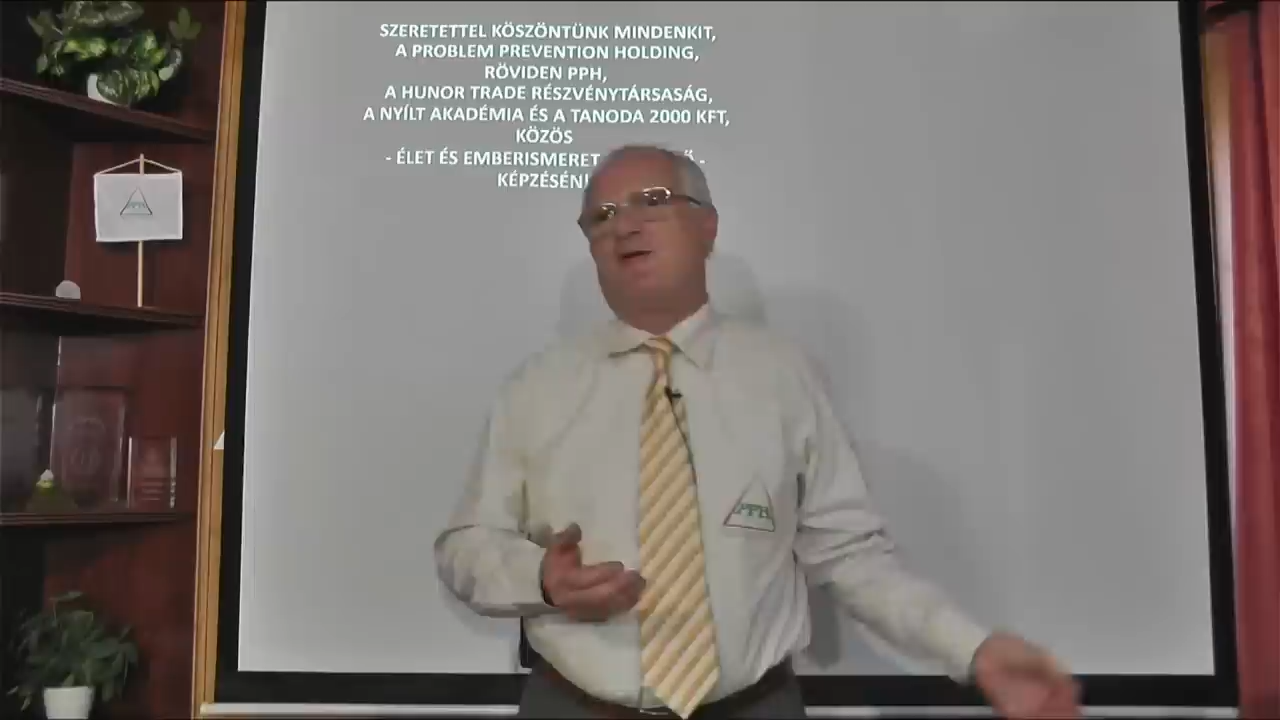 SZERETETTEL KÖSZÖNTÜNK MINDENKIT,
A PROBLEM PREVENTION HOLDING,
RÖVIDEN PPH,
A HUNOR TRADE RÉSZVÉNYTÁRSASÁG,
A NYÍLT AKADÉMIA ÉS A TANODA 2000 KFT,
KÖZÖS
- ÉLET ÉS EMBERISMERET -
PPH
PPH